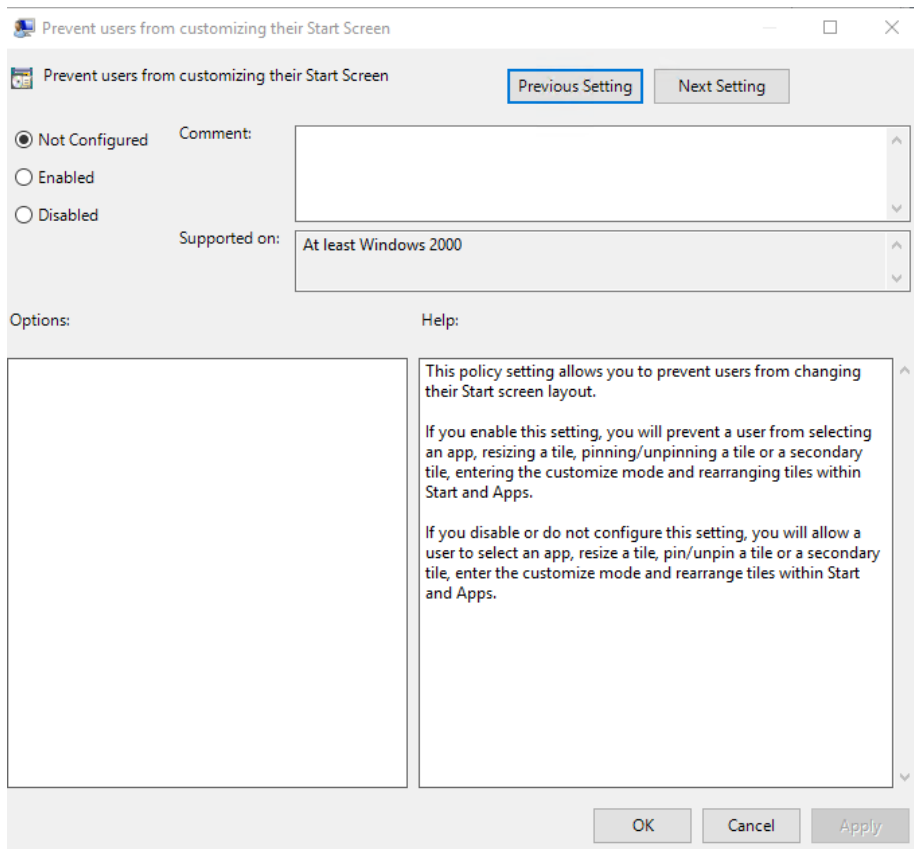 Prevent users from customizing their Start Screen
Prevent users from customizing their Start Screen
Previous Setting
Next Setting
Not Configured
Comment:
Enabled
Disabled
Supported on:
At least Windows 2000
Options:
Help:
This policy setting allows you to prevent users from changing
their Start screen layout.
If you enable this setting, you will prevent a user from selecting
an app, resizing a tile, pinning/unpinning a tile or a secondary
tile, entering the customize mode and rearranging tiles within
Start and Apps.
If you disable or do not configure this setting, you will allow a
user to select an app, resize a tile, pin/unpin a tile or a secondary
tile, enter the customize mode and rearrange tiles within Start
and Apps.
OK
Cancel
Apply